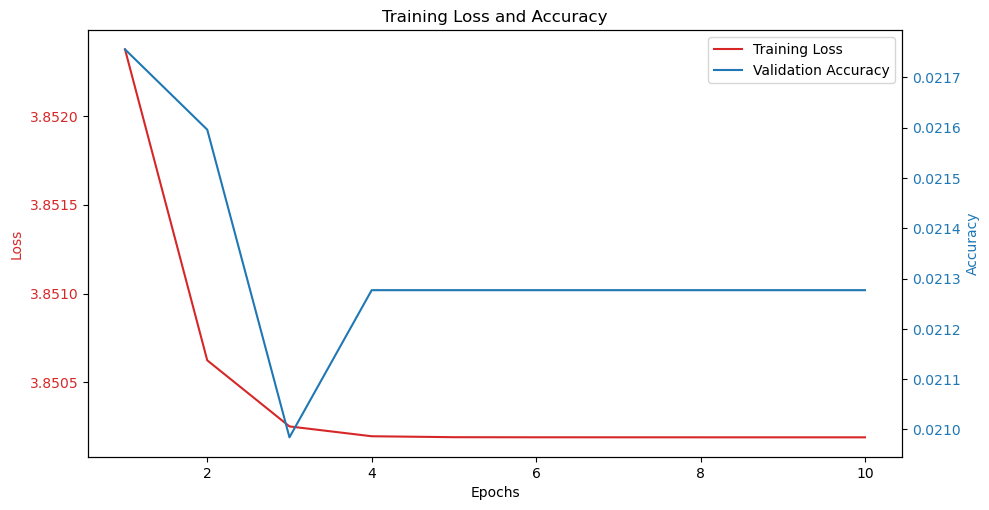 Training Loss and Accuracy
Training Loss
Validation Accuracy
Loss
3.8520
3.8515
3.8510
3.8505
0.0217
0.0216
0.0215
0.0214
0.0213
0.0212
0.0211
0.0210
Accuracy
2
4
6
8
10
Epochs